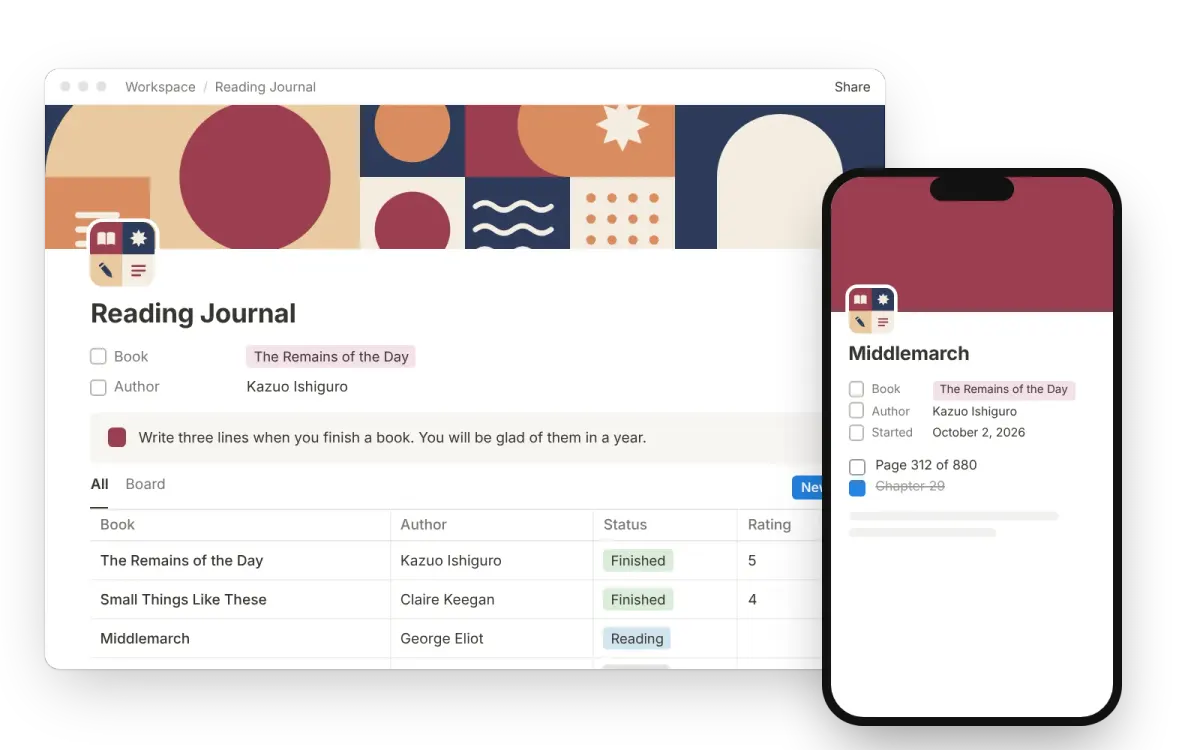 Workspace / Reading Journal
Share
Reading Journal
Book The Remains of the Day
Author Kazuo Ishiguro
Write three lines when you finish a book. You will be glad of them in a year.
All Board
Book Author Status Rating
The Remains of the Day Kazuo Ishiguro Finished 5
Small Things Like These Claire Keegan Finished 4
Middlemarch George Eliot Reading
Middlemarch
Book The Remains of the Day
Author Kazuo Ishiguro
Started October 2, 2026
Page 312 of 880
Chapter 29